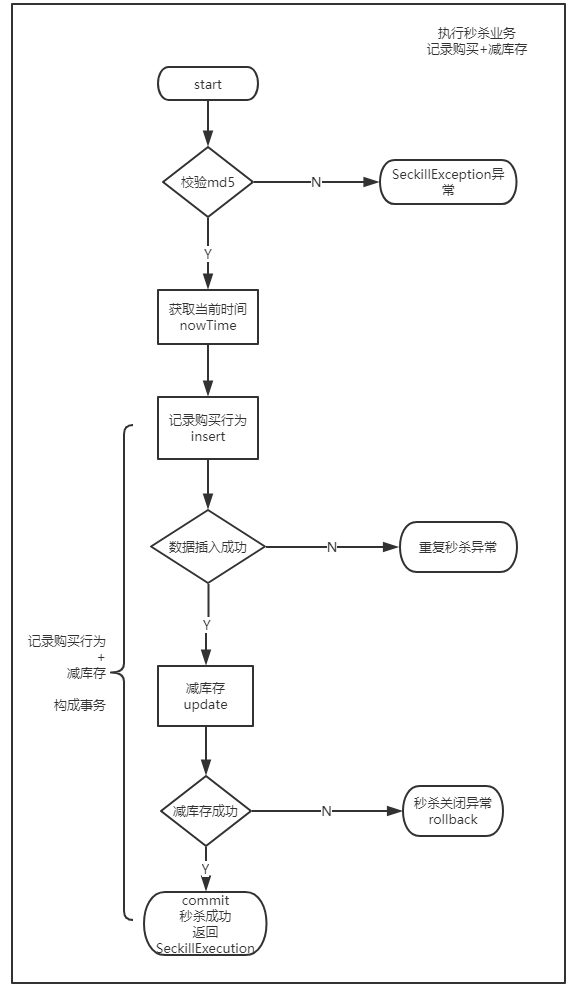 执行秒杀业务
记录购买+减库存
start
校验md5
N
SeckillException异
常
Y
获取当前时间
nowTime
记录购买行为
insert
数据插入成功
N
重复秒杀异常
Y
记录购买行为
+
减库存
构成事务
减库存
update
减库存成功
N
秒杀关闭异常
rollback
Y
commit
秒杀成功
返回
SeckillExecution